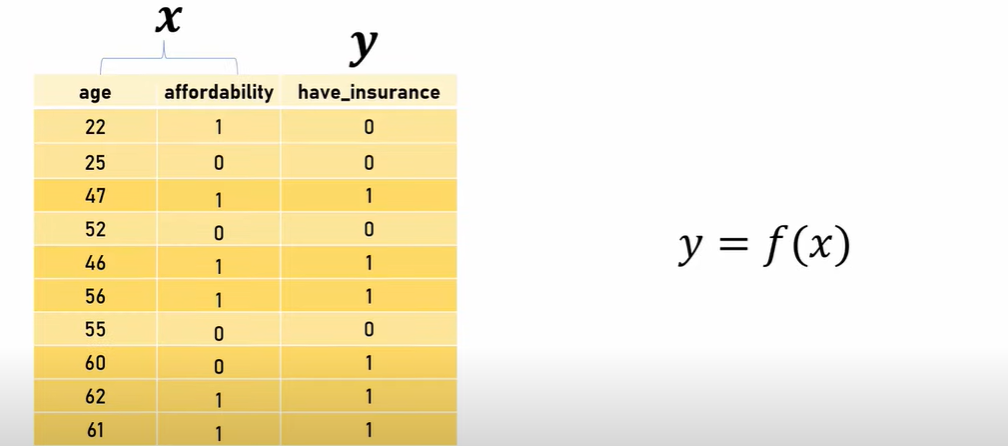 x
y
age affordability have_insurance
22 1 0
25 0 0
47 1 1
52 0 0
46 1 1
56 1 1
55 0 0
60 0 1
62 1 1
61 1 1
y = f(x)